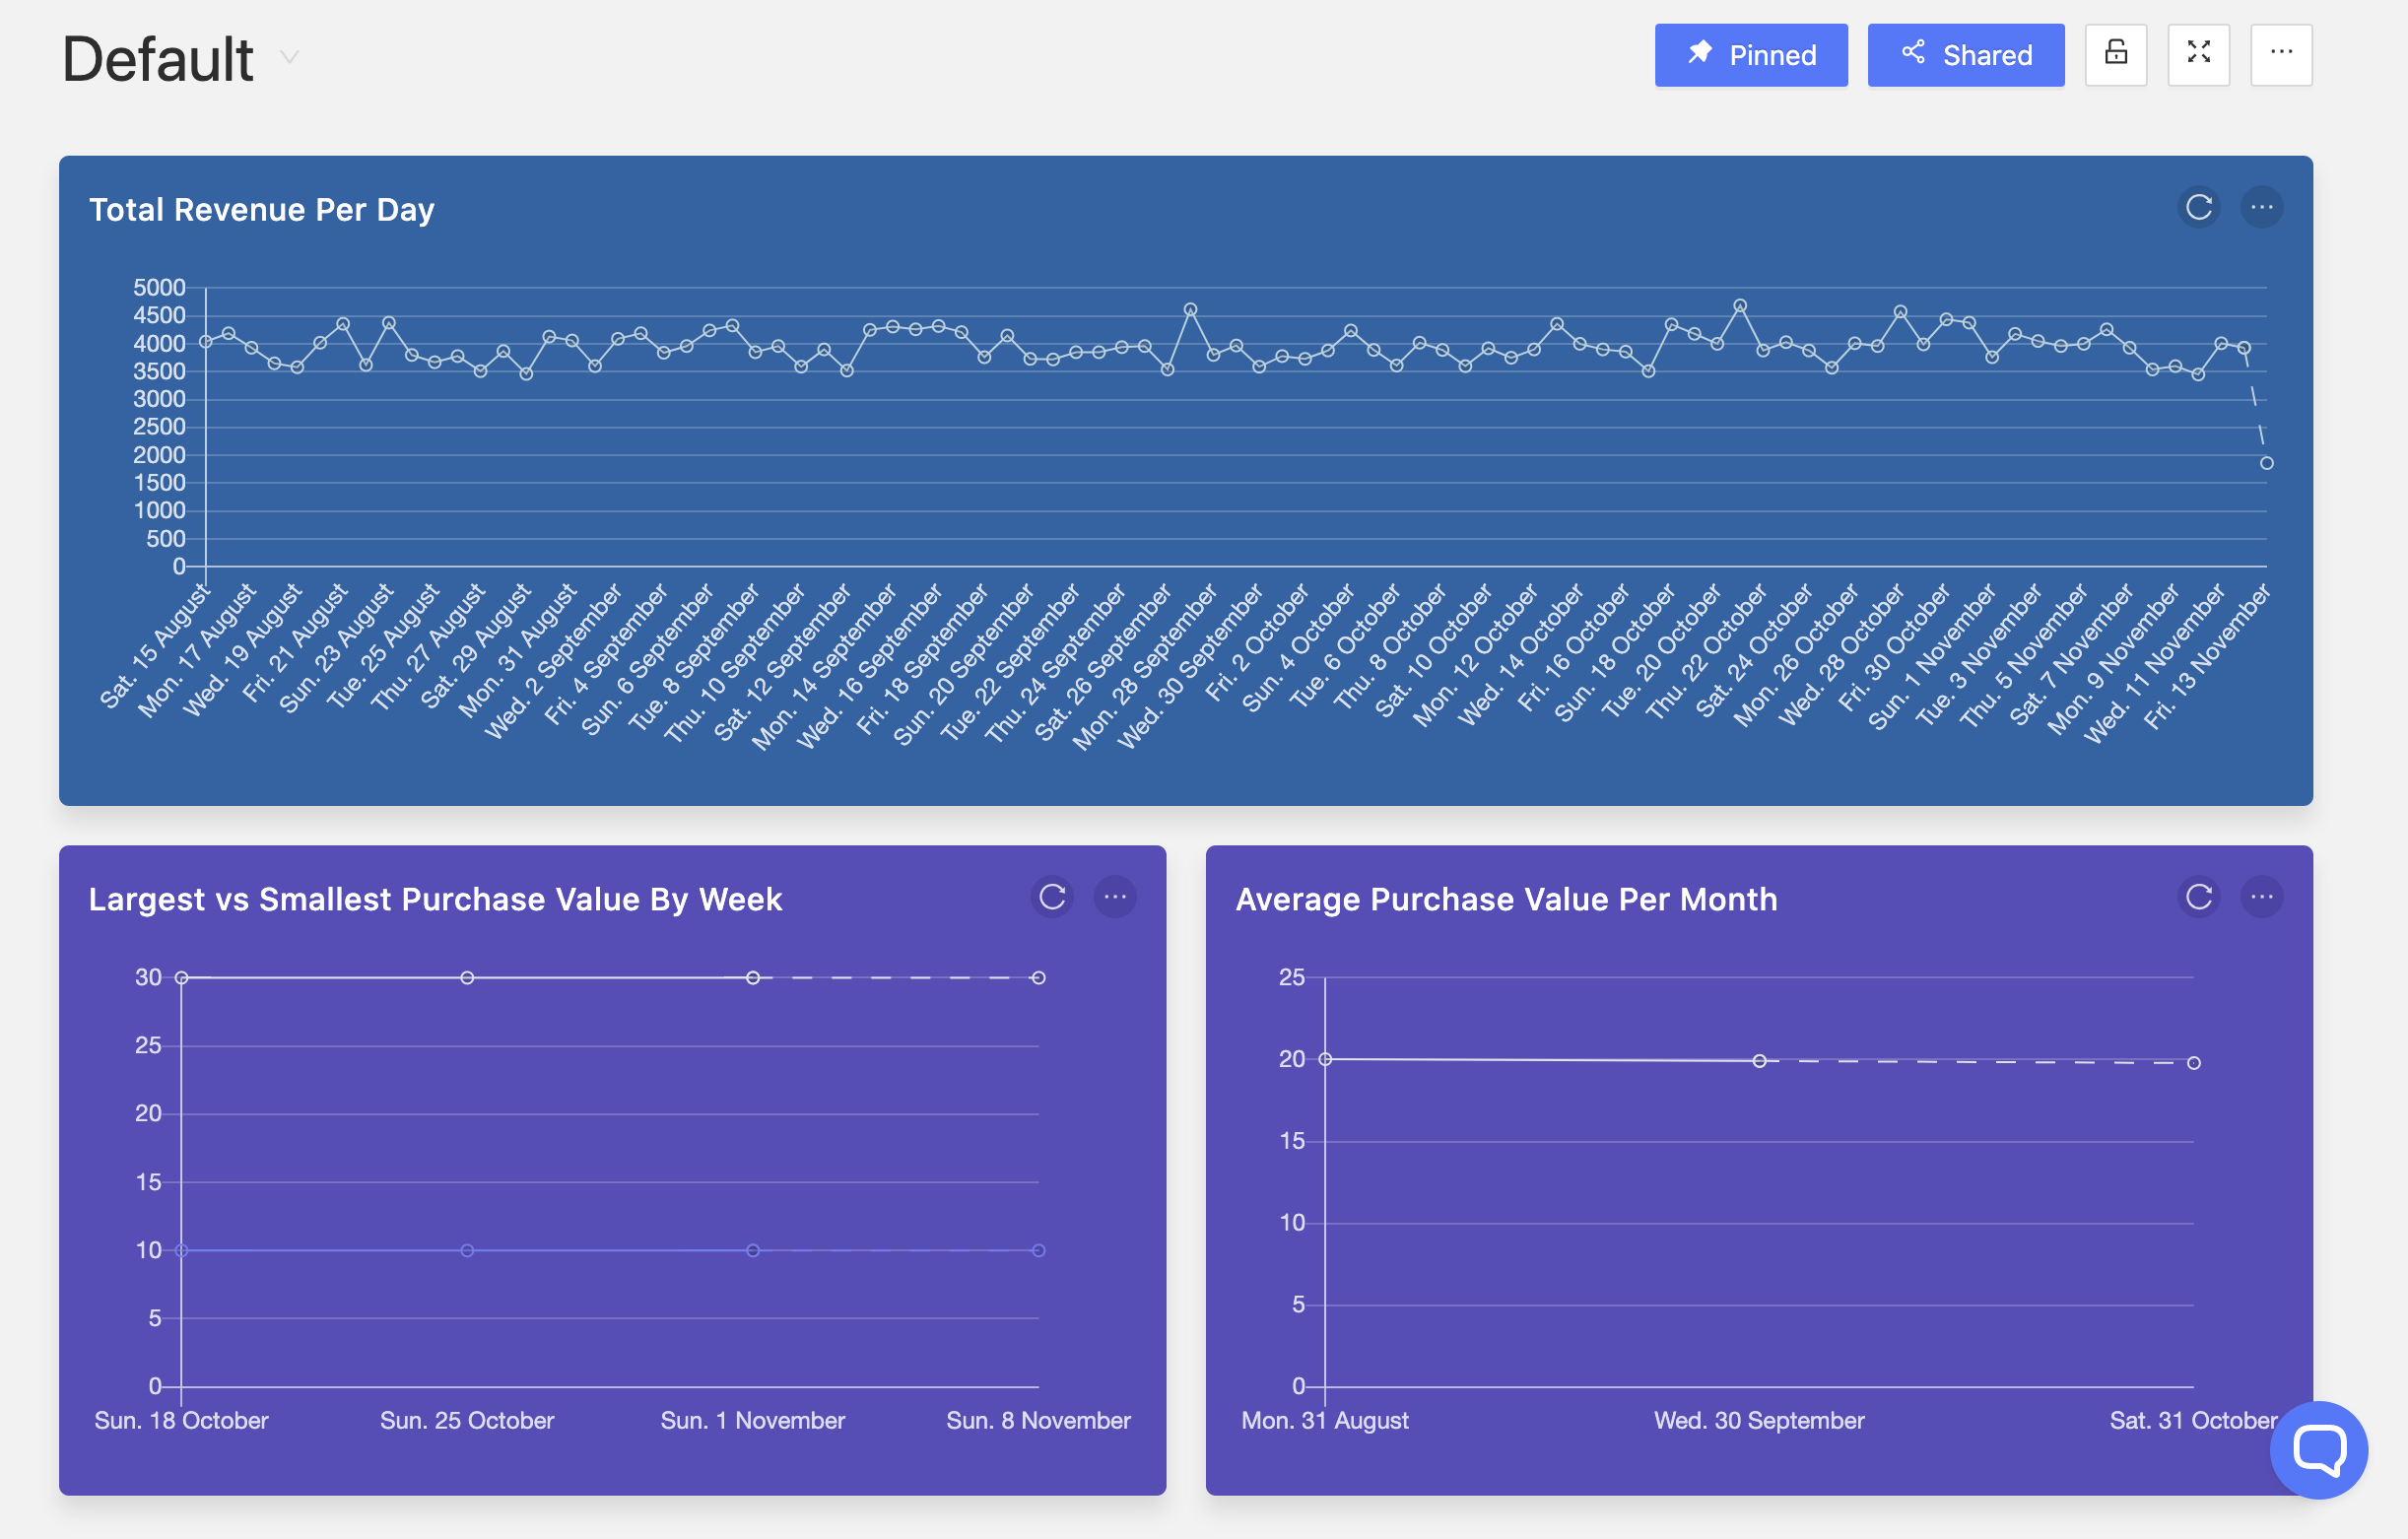 Default
Pinned
Shared
Total Revenue Per Day
5000
4500
4000
3500
3000
2500
2000
1500
1000
500
0
Sat. 15 August
Mon. 17 August
Wed. 19 August
Fri. 21 August
Sun. 23 August
Tue. 25 August
Thu. 27 August
Sat. 29 August
Mon. 31 August
Wed. 2 September
Fri. 4 September
Sun. 6 September
Tue. 8 September
Thu. 10 September
Sat. 12 September
Mon. 14 September
Wed. 16 September
Fri. 18 September
Sun. 20 September
Tue. 22 September
Thu. 24 September
Sat. 26 September
Mon. 28 September
Wed. 30 September
Fri. 2 October
Sun. 4 October
Tue. 6 October
Thu. 8 October
Sat. 10 October
Mon. 12 October
Wed. 14 October
Fri. 16 October
Sun. 18 October
Tue. 20 October
Thu. 22 October
Sat. 24 October
Mon. 26 October
Wed. 28 October
Fri. 30 October
Sun. 1 November
Tue. 3 November
Thu. 5 November
Sat. 7 November
Mon. 9 November
Wed. 11 November
Fri. 13 November
Largest vs Smallest Purchase Value By Week
30
25
20
15
10
5
0
Sun. 18 October
Sun. 25 October
Sun. 1 November
Sun. 8 November
Average Purchase Value Per Month
25
20
15
10
5
0
Mon. 31 August
Wed. 30 September
Sat. 31 October